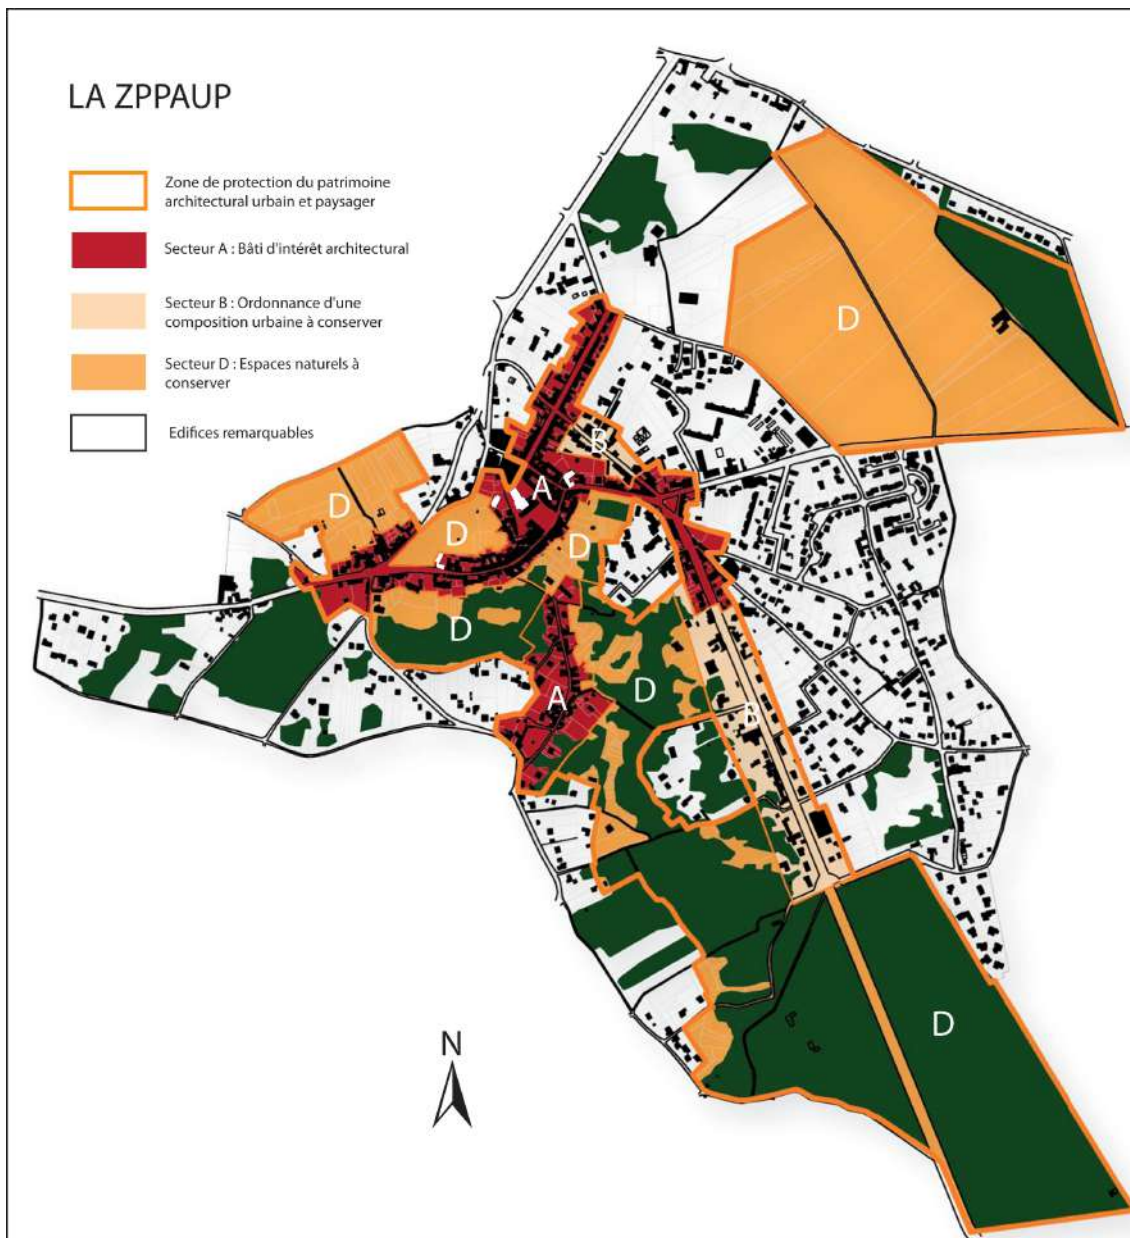 LA ZPPAUP
Zone de protection du patrimoine
architectural urbain et paysager
Secteur A : Bâti d'intérêt architectural
Secteur B : Ordonnance d'une
composition urbaine à conserver
Secteur D : Espaces naturels à
conserver
Edifices remarquables
D
B
A
D
D
D
D
D
A
B
D
N